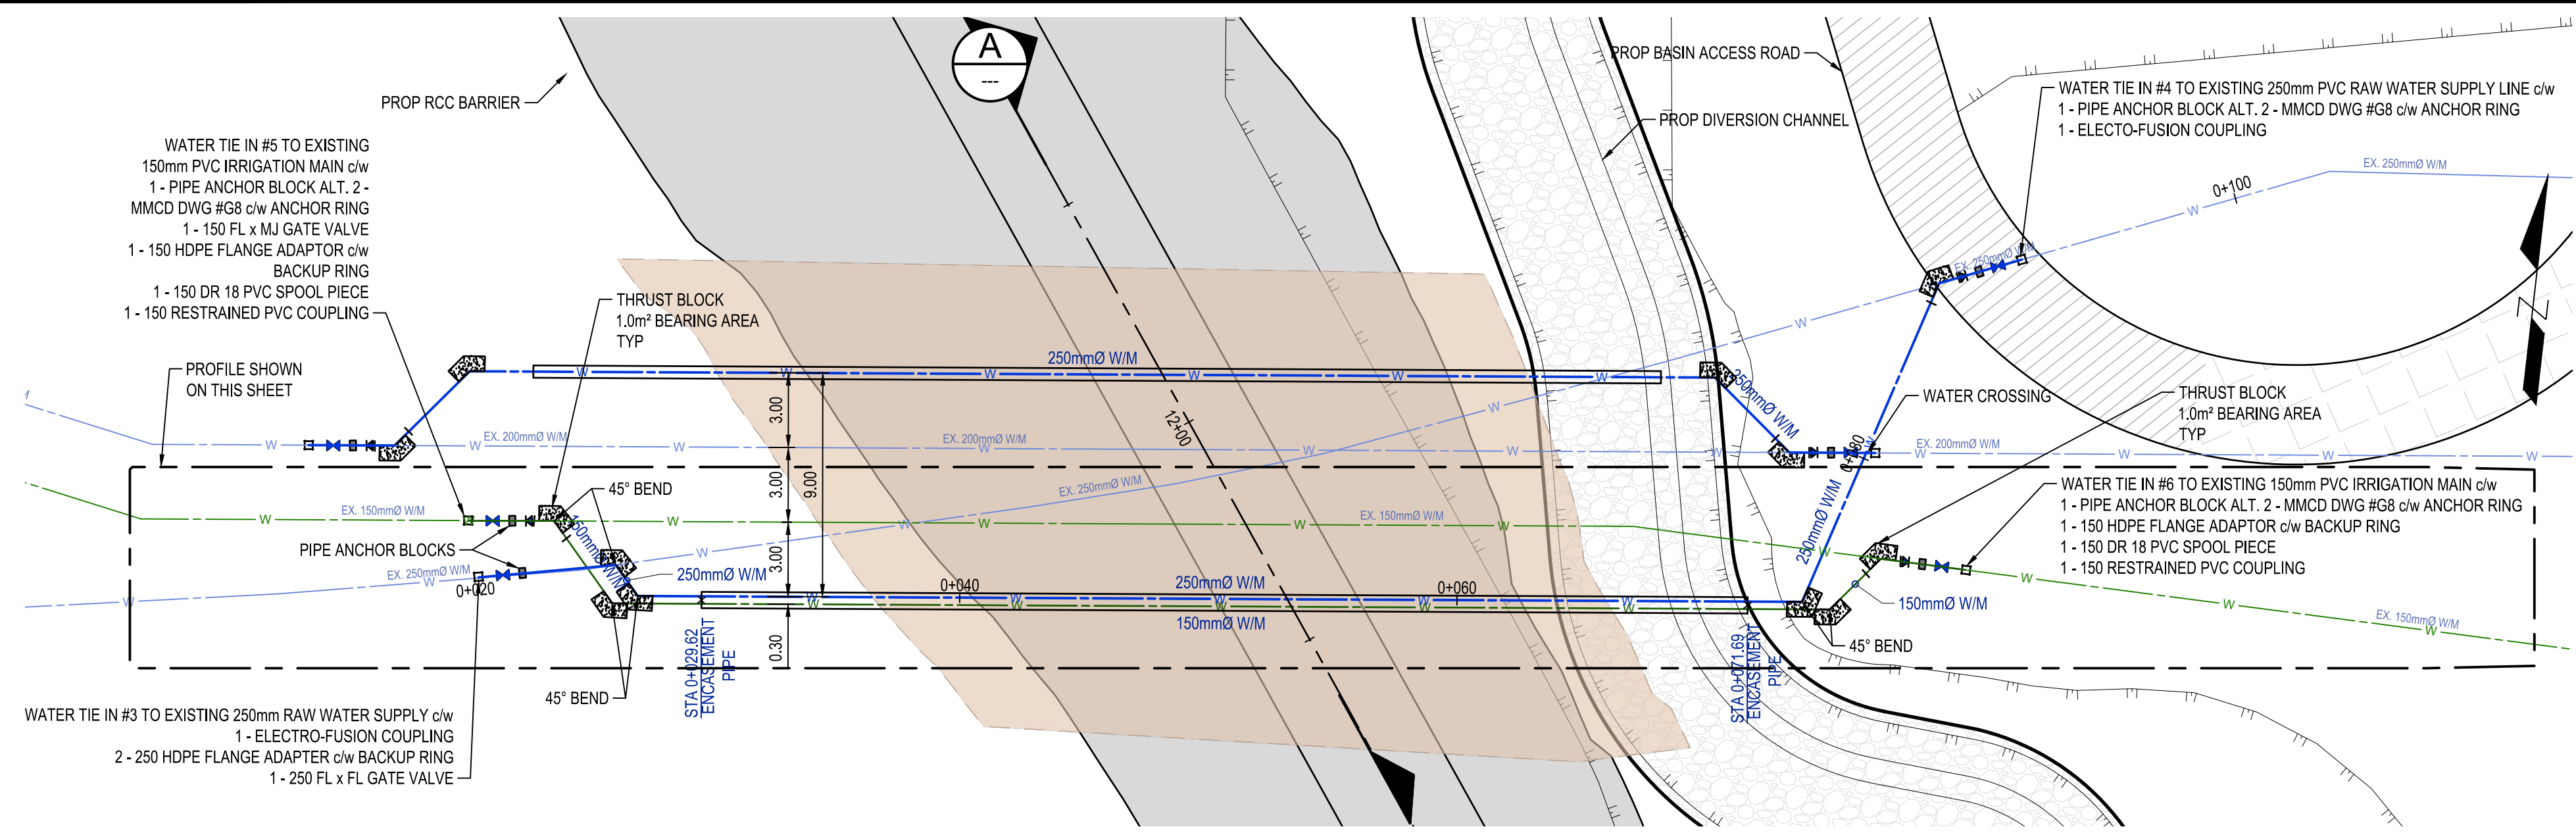 A
---
PROP RCC BARRIER
PROP BASIN ACCESS ROAD
PROP DIVERSION CHANNEL
WATER TIE IN #4 TO EXISTING 250mm PVC RAW WATER SUPPLY LINE c/w
1 - PIPE ANCHOR BLOCK ALT. 2 - MMCD DWG #G8 c/w ANCHOR RING
1 - ELECTO-FUSION COUPLING
EX. 250mmØ W/M
0+100
WATER TIE IN #5 TO EXISTING
150mm PVC IRRIGATION MAIN c/w
1 - PIPE ANCHOR BLOCK ALT. 2 -
MMCD DWG #G8 c/w ANCHOR RING
1 - 150 FL x MJ GATE VALVE
1 - 150 HDPE FLANGE ADAPTOR c/w
BACKUP RING
1 - 150 DR 18 PVC SPOOL PIECE
1 - 150 RESTRAINED PVC COUPLING
THRUST BLOCK
1.0m² BEARING AREA
TYP
EX. 250mmØ W/M
PROFILE SHOWN
ON THIS SHEET
250mmØ W/M
250mmØ W/M
WATER CROSSING
THRUST BLOCK
1.0m² BEARING AREA
TYP
3.00
3.00
9.00
3.00
0.30
12+00
EX. 200mmØ W/M
EX. 200mmØ W/M
EX. 200mmØ W/M
0+080
45° BEND
EX. 150mmØ W/M
EX. 250mmØ W/M
EX. 150mmØ W/M
150mmØ W/M
PIPE ANCHOR BLOCKS
EX. 250mmØ W/M
0+020
250mmØ W/M
0+040
250mmØ W/M
0+060
150mmØ W/M
250mmØ W/M
WATER TIE IN #6 TO EXISTING 150mm PVC IRRIGATION MAIN c/w
1 - PIPE ANCHOR BLOCK ALT. 2 - MMCD DWG #G8 c/w ANCHOR RING
1 - 150 HDPE FLANGE ADAPTOR c/w BACKUP RING
1 - 150 DR 18 PVC SPOOL PIECE
1 - 150 RESTRAINED PVC COUPLING
150mmØ W/M
EX. 150mmØ W/M
45° BEND
45° BEND
STA 0+029.62
ENCASEMENT
PIPE
STA 0+071.69
ENCASEMENT
PIPE
WATER TIE IN #3 TO EXISTING 250mm RAW WATER SUPPLY c/w
1 - ELECTRO-FUSION COUPLING
2 - 250 HDPE FLANGE ADAPTER c/w BACKUP RING
1 - 250 FL x FL GATE VALVE